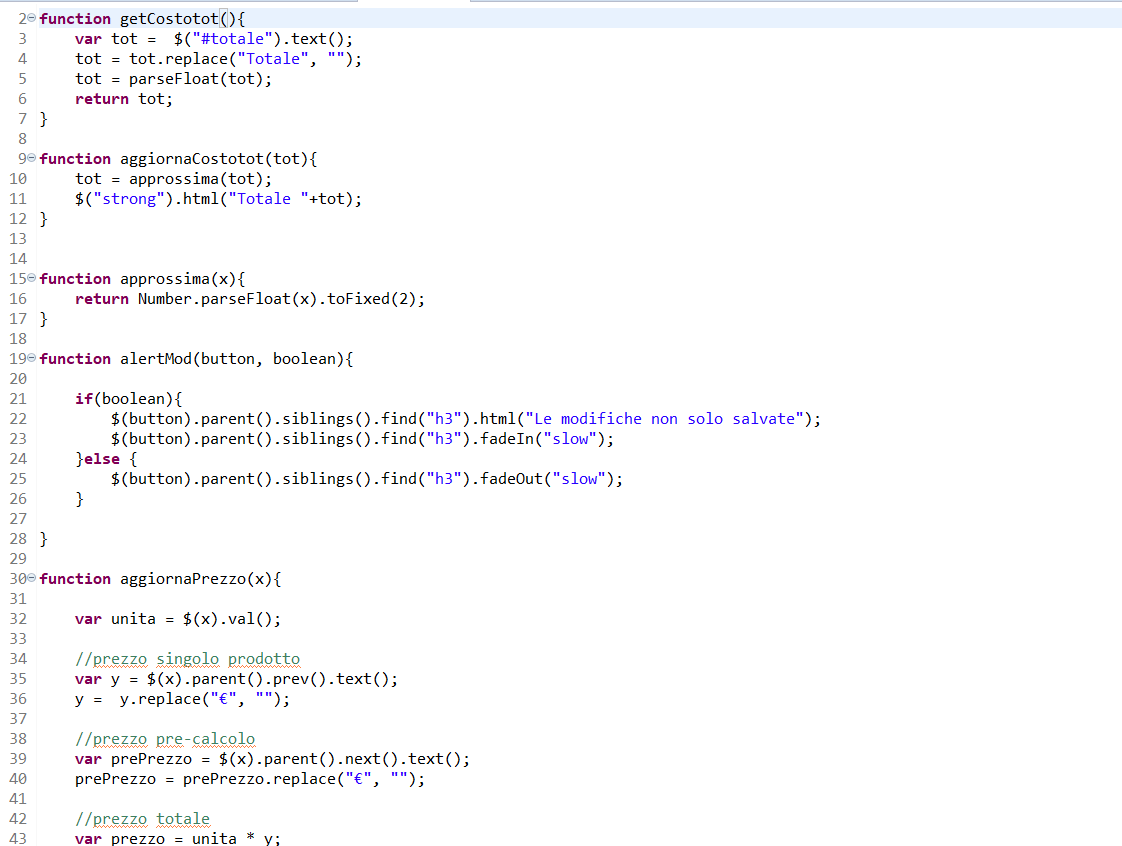 2 function getCostotot(){
3     var tot =  $("#totale").text();
4     tot = tot.replace("Totale", "");
5     tot = parseFloat(tot);
6     return tot;
7 }
8
9 function aggiornaCostotot(tot){
10     tot = approssima(tot);
11     $("strong").html("Totale "+tot);
12 }
13
14
15 function approssima(x){
16     return Number.parseFloat(x).toFixed(2);
17 }
18
19 function alertMod(button, boolean){
20
21     if(boolean){
22         $(button).parent().siblings().find("h3").html("Le modifiche non solo salvate");
23         $(button).parent().siblings().find("h3").fadeIn("slow");
24     }else {
25         $(button).parent().siblings().find("h3").fadeOut("slow");
26     }
27
28 }
29
30 function aggiornaPrezzo(x){
31
32     var unita = $(x).val();
33
34     //prezzo singolo prodotto
35     var y = $(x).parent().prev().text();
36     y =  y.replace("€", "");
37
38     //prezzo pre-calcolo
39     var prePrezzo = $(x).parent().next().text();
40     prePrezzo = prePrezzo.replace("€", "");
41
42     //prezzo totale
43     var prezzo = unita * y;